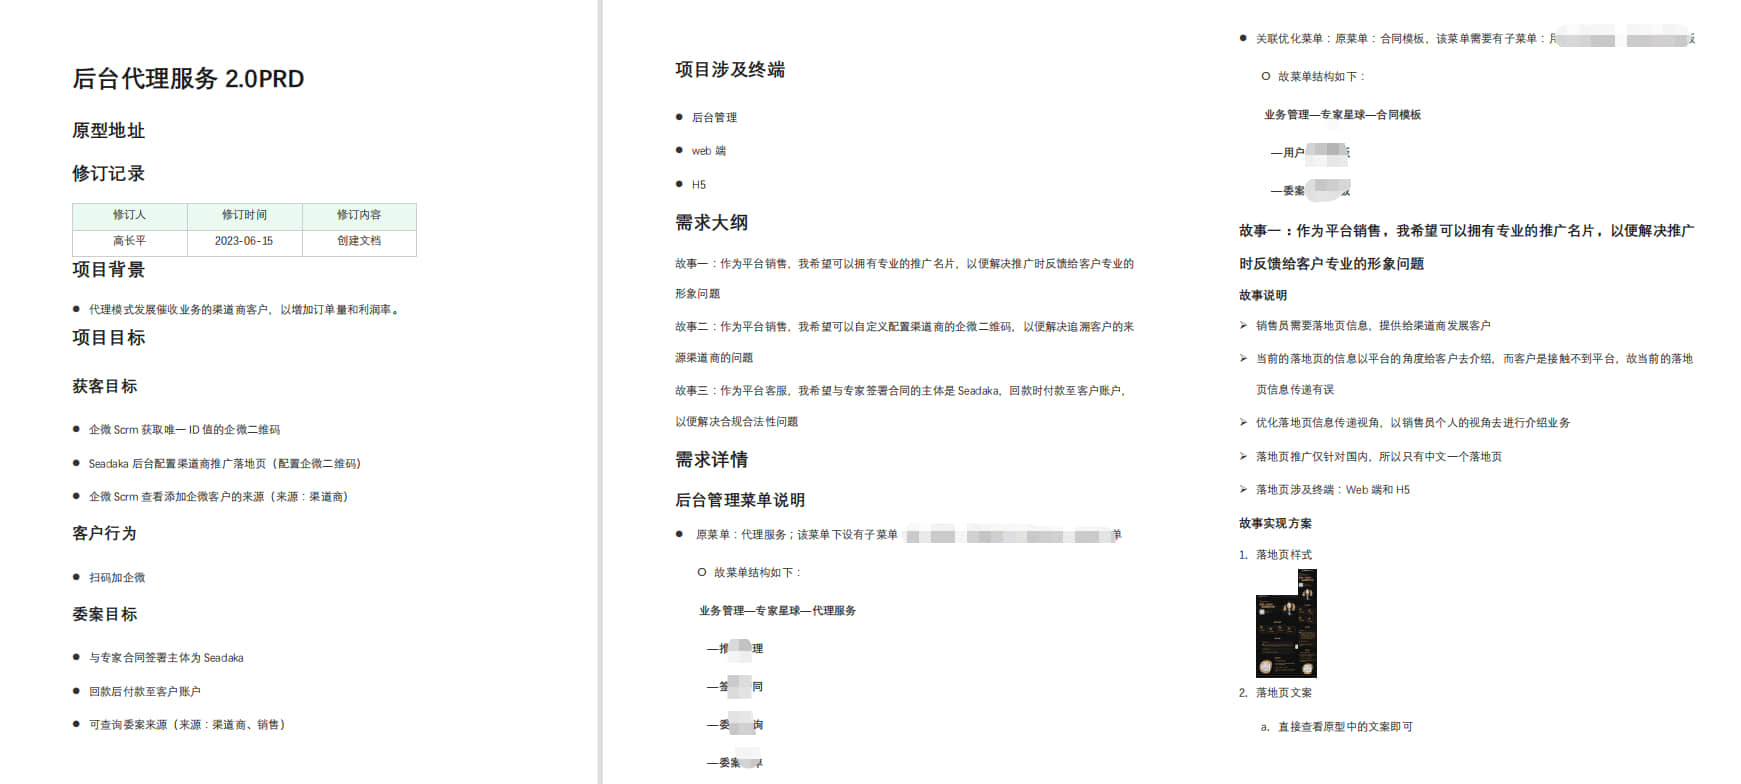 后台代理服务 2.0PRD
原型地址
修订记录
修订人 修订时间 修订内容
高长平 2023-06-15 创建文档
项目背景
● 代理模式发展催收业务的渠道商客户，以增加订单量和利润率。
项目目标
获客目标
● 企微 Scrm 获取唯一 ID 值的企微二维码
● Seadaka 后台配置渠道商推广落地页（配置企微二维码）
● 企微 Scrm 查看添加企微客户的来源（来源：渠道商）
客户行为
● 扫码加企微
委案目标
● 与专家合同签署主体为 Seadaka
● 回款后付款至客户账户
● 可查询委案来源（来源：渠道商、销售）
项目涉及终端
● 后台管理
● web 端
● H5
需求大纲
故事一：作为平台销售，我希望可以拥有专业的推广名片，以便解决推广时反馈给客户专业的
形象问题
故事二：作为平台销售，我希望可以自定义配置渠道商的企微二维码，以便解决追溯客户的来
源渠道商的问题
故事三：作为平台客服，我希望与专家签署合同的主体是 Seadaka，回款时付款至客户账户，
以便解决合规合法性问题
需求详情
后台管理菜单说明
● 原菜单：代理服务；该菜单下设有子菜单 单
O 故菜单结构如下：
业务管理—专家星球—代理服务
—推 理
—签 同
—委 询
—委案 单
● 关联优化菜单：原菜单：合同模板，该菜单需要有子菜单：用
O 故菜单结构如下：
业务管理—专家星球—合同模板
—用户
—委案
故事一：作为平台销售，我希望可以拥有专业的推广名片，以便解决推广
时反馈给客户专业的形象问题
故事说明
➢ 销售员需要落地页信息，提供给渠道商发展客户
➢ 当前的落地页的信息以平台的角度给客户去介绍，而客户是接触不到平台，故当前的落地
页信息传递有误
➢ 优化落地页信息传递视角，以销售员个人的视角去进行介绍业务
➢ 落地页推广仅针对国内，所以只有中文一个落地页
➢ 落地页涉及终端：Web 端和 H5
故事实现方案
1. 落地页样式
2. 落地页文案
a. 直接查看原型中的文案即可